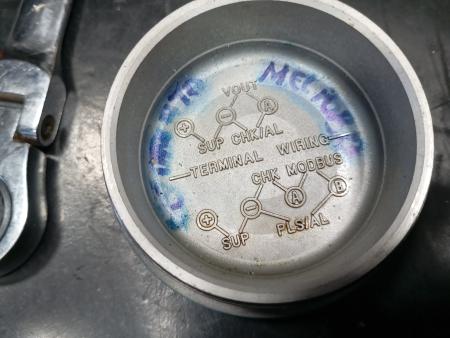 VOUT
+ - A
SUP CHK/AL
TERMINAL WIRING
CHK MODBUS
+ - A B
SUP PLS/AL